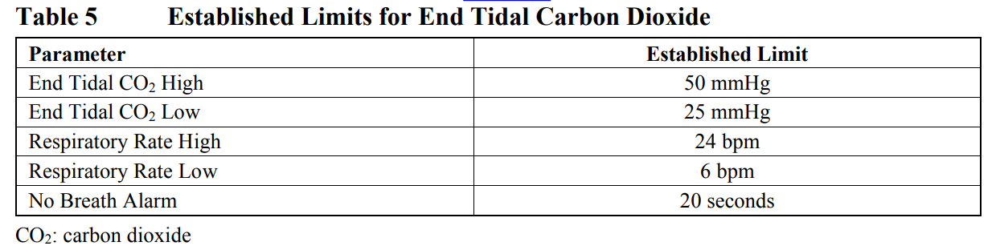 Table 5 Established Limits for End Tidal Carbon Dioxide
Parameter Established Limit
End Tidal CO₂ High 50 mmHg
End Tidal CO₂ Low 25 mmHg
Respiratory Rate High 24 bpm
Respiratory Rate Low 6 bpm
No Breath Alarm 20 seconds
CO₂: carbon dioxide